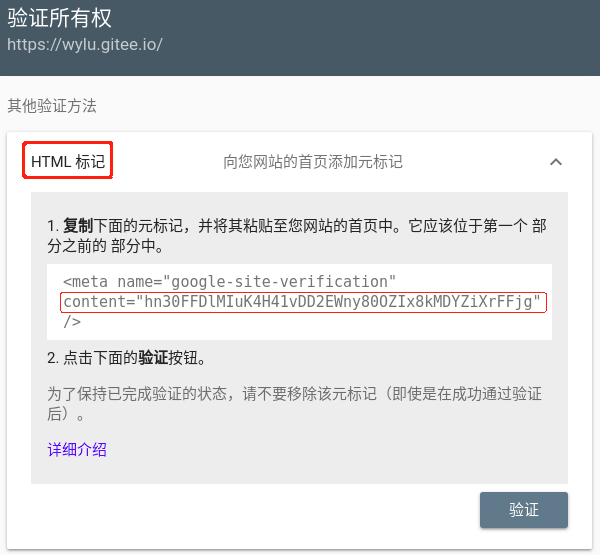 验证所有权
https://wylu.gitee.io/
其他验证方法
HTML 标记 向您网站的首页添加元标记
1. 复制下面的元标记，并将其粘贴至您网站的首页中。它应该位于第一个 部
分之前的 部分中。
<meta name="google-site-verification"
content="hn30FFDlMIuK4H41vDD2EWny80OZIx8kMDYZiXrFFjg"
/>
2. 点击下面的验证按钮。
为了保持已完成验证的状态，请不要移除该元标记（即使是在成功通过验证
后）。
详细介绍
验证